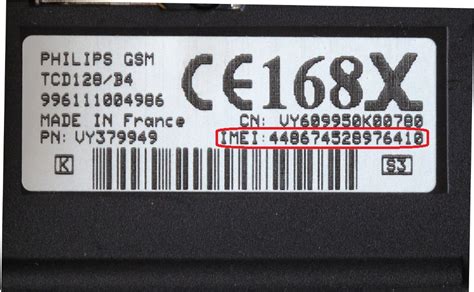 PHILIPS GSM
TCD128/B4
996111004986
CE168X
CN: VY609950K00780
MADE IN France
PN: VY379949
IMEI: 448674528976410
K
S3